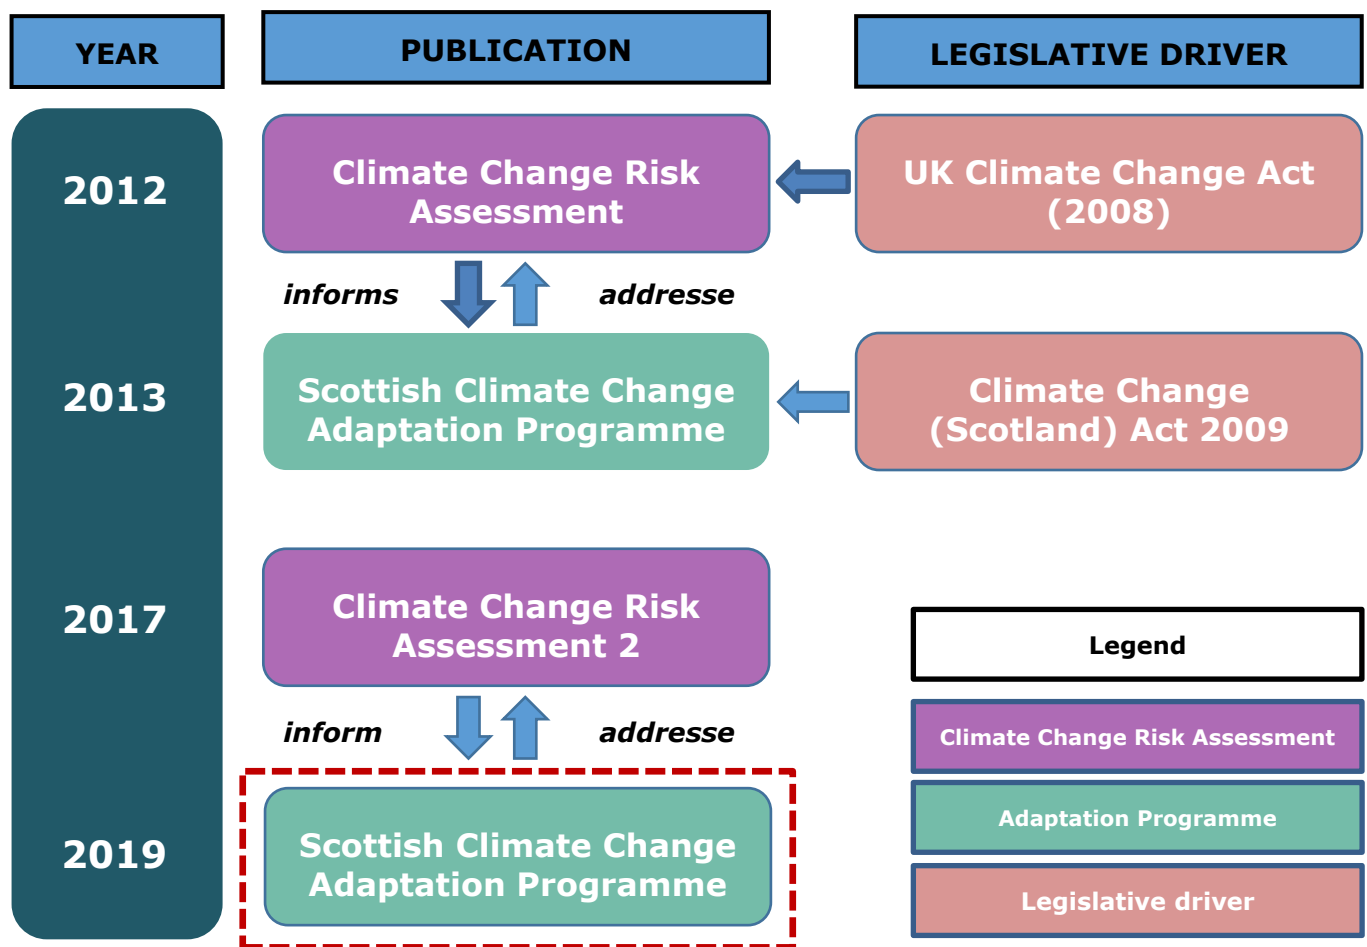 YEAR
PUBLICATION
LEGISLATIVE DRIVER
2012
Climate Change Risk
Assessment
UK Climate Change Act
(2008)
informs
addresse
2013
Scottish Climate Change
Adaptation Programme
Climate Change
(Scotland) Act 2009
2017
Climate Change Risk
Assessment 2
inform
addresse
2019
Scottish Climate Change
Adaptation Programme
Legend
Climate Change Risk Assessment
Adaptation Programme
Legislative driver